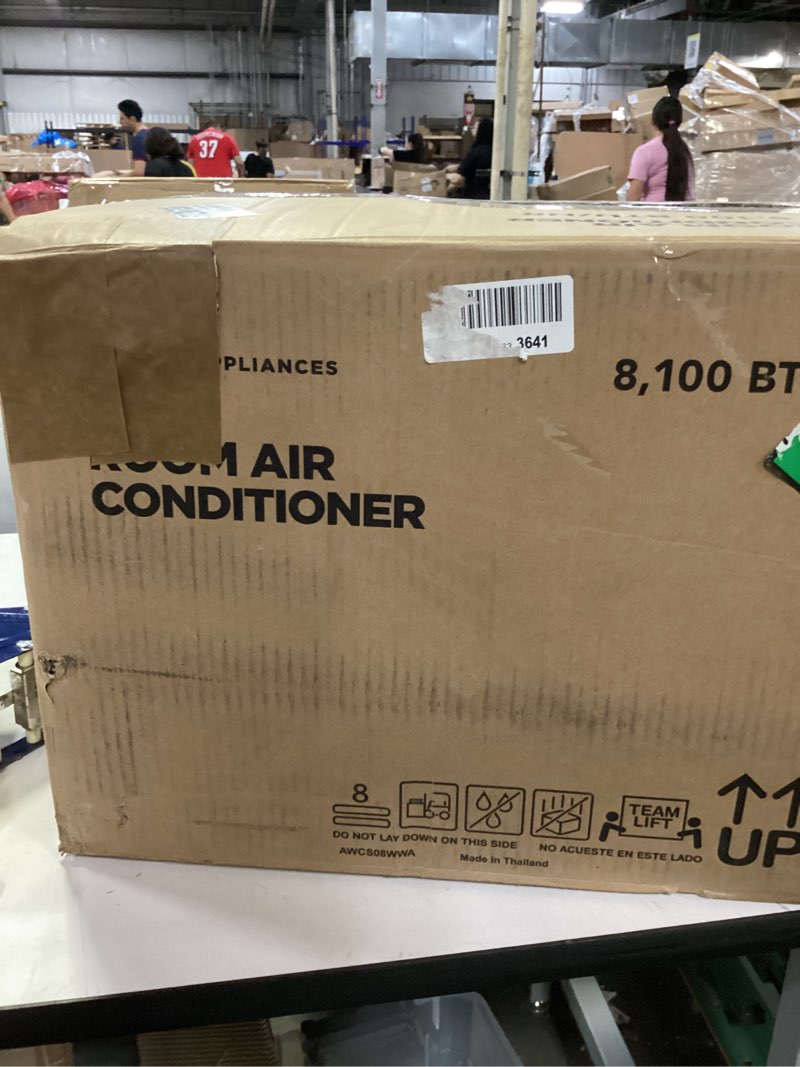 37
PPLIANCES
3641
8,100 BT
ROOM AIR
CONDITIONER
8
TEAM
LIFT
UP
DO NOT LAY DOWN ON THIS SIDE
NO ACUESTE EN ESTE LADO
AWCS08WWA
Made In Thailand